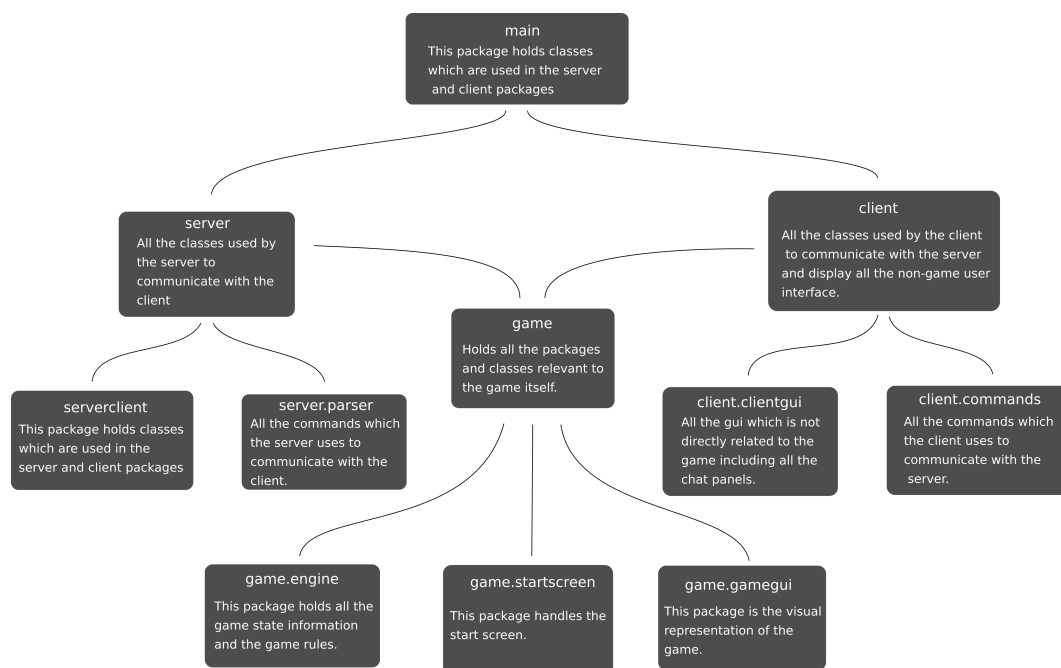 main
This package holds classes
which are used in the server
and client packages
server
All the classes used by
the server to
communicate with the
client
client
All the classes used by the client
to communicate with the server
and display all the non-game user
interface.
game
Holds all the packages
and classes relevant to
the game itself.
serverclient
This package holds classes
which are used in the
server and client packages
server.parser
All the commands which
the server uses to
communicate with the
client.
client.clientgui
All the gui which is not
directly related to the
game including all the
chat panels.
client.commands
All the commands which
the client uses to
communicate with the
server.
game.engine
This package holds all the
game state information
and the game rules.
game.startscreen
This package handles the
start screen.
game.gamegui
This package is the visual
representation of the
game.